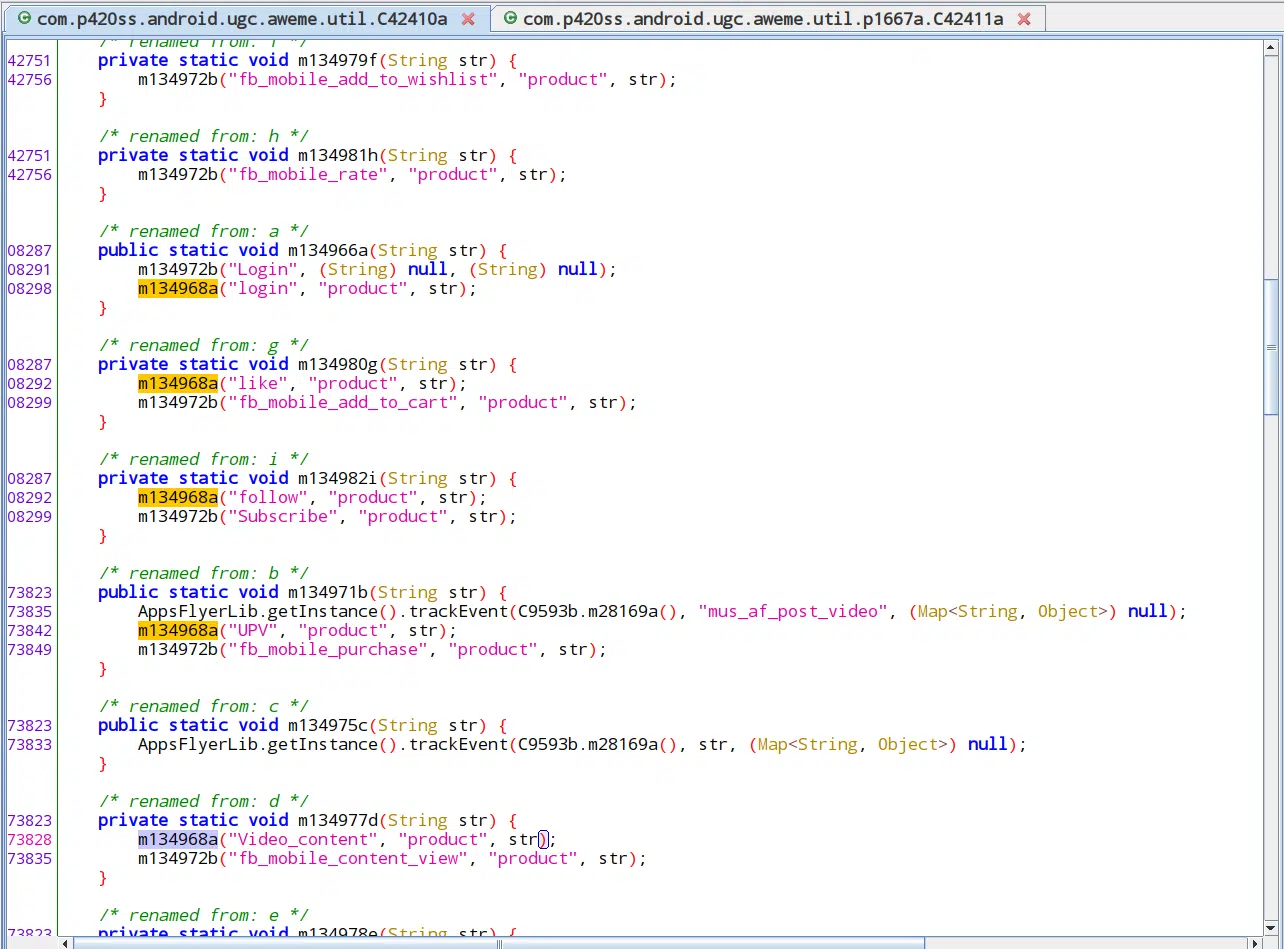 com.p420ss.android.ugc.aweme.util.C42410a com.p420ss.android.ugc.aweme.util.p1667a.C42411a
/* renamed from: f */
42751 private static void m134979f(String str) {
42756 m134972b("fb_mobile_add_to_wishlist", "product", str);
}
/* renamed from: h */
42751 private static void m134981h(String str) {
42756 m134972b("fb_mobile_rate", "product", str);
}
/* renamed from: a */
08287 public static void m134966a(String str) {
08291 m134972b("Login", (String) null, (String) null);
08298 m134968a("login", "product", str);
}
/* renamed from: g */
08287 private static void m134980g(String str) {
08292 m134968a("like", "product", str);
08299 m134972b("fb_mobile_add_to_cart", "product", str);
}
/* renamed from: i */
08287 private static void m134982i(String str) {
08292 m134968a("follow", "product", str);
08299 m134972b("Subscribe", "product", str);
}
/* renamed from: b */
73823 public static void m134971b(String str) {
73835 AppsFlyerLib.getInstance().trackEvent(C9593b.m28169a(), "mus_af_post_video", (Map<String, Object>) null);
73842 m134968a("UPV", "product", str);
73849 m134972b("fb_mobile_purchase", "product", str);
}
/* renamed from: c */
73823 public static void m134975c(String str) {
73833 AppsFlyerLib.getInstance().trackEvent(C9593b.m28169a(), str, (Map<String, Object>) null);
}
/* renamed from: d */
73823 private static void m134977d(String str) {
73828 m134968a("Video_content", "product", str);
73835 m134972b("fb_mobile_content_view", "product", str);
}
/* renamed from: e */
73823 private static void m134978e(String str) {